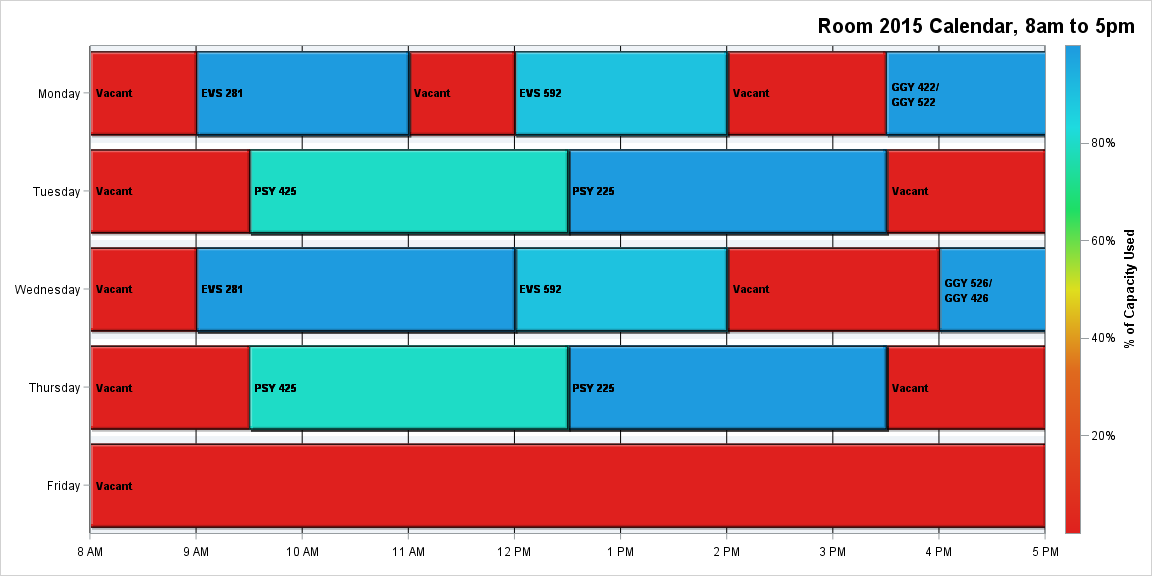 Room 2015 Calendar, 8am to 5pm
Monday
Vacant
EVS 281
Vacant
EVS 592
Vacant
GGY 422/
GGY 522
Tuesday
Vacant
PSY 425
PSY 225
Vacant
Wednesday
Vacant
EVS 281
EVS 592
Vacant
GGY 526/
GGY 426
Thursday
Vacant
PSY 425
PSY 225
Vacant
Friday
Vacant
8 AM
9 AM
10 AM
11 AM
12 PM
1 PM
2 PM
3 PM
4 PM
5 PM
80%
60%
40%
20%
% of Capacity Used